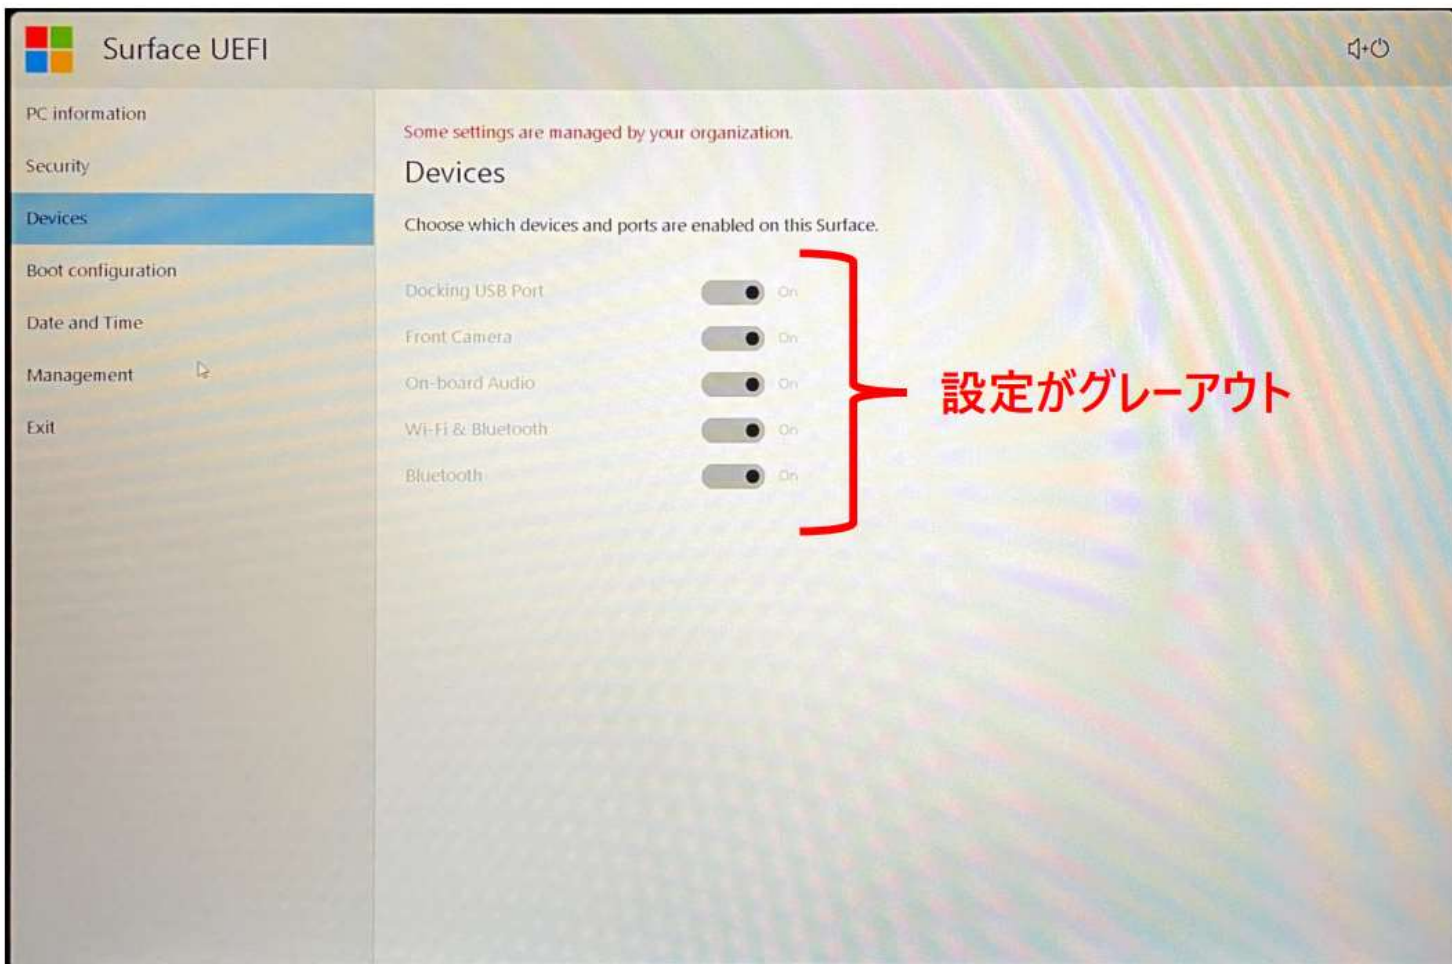 Surface UEFI
PC information
Security
Devices
Boot configuration
Date and Time
Management
Exit
Some settings are managed by your organization.
Devices
Choose which devices and ports are enabled on this Surface.
Docking USB Port On
Front Camera On
On-board Audio On
Wi-Fi & Bluetooth On
Bluetooth On
設定がグレーアウト